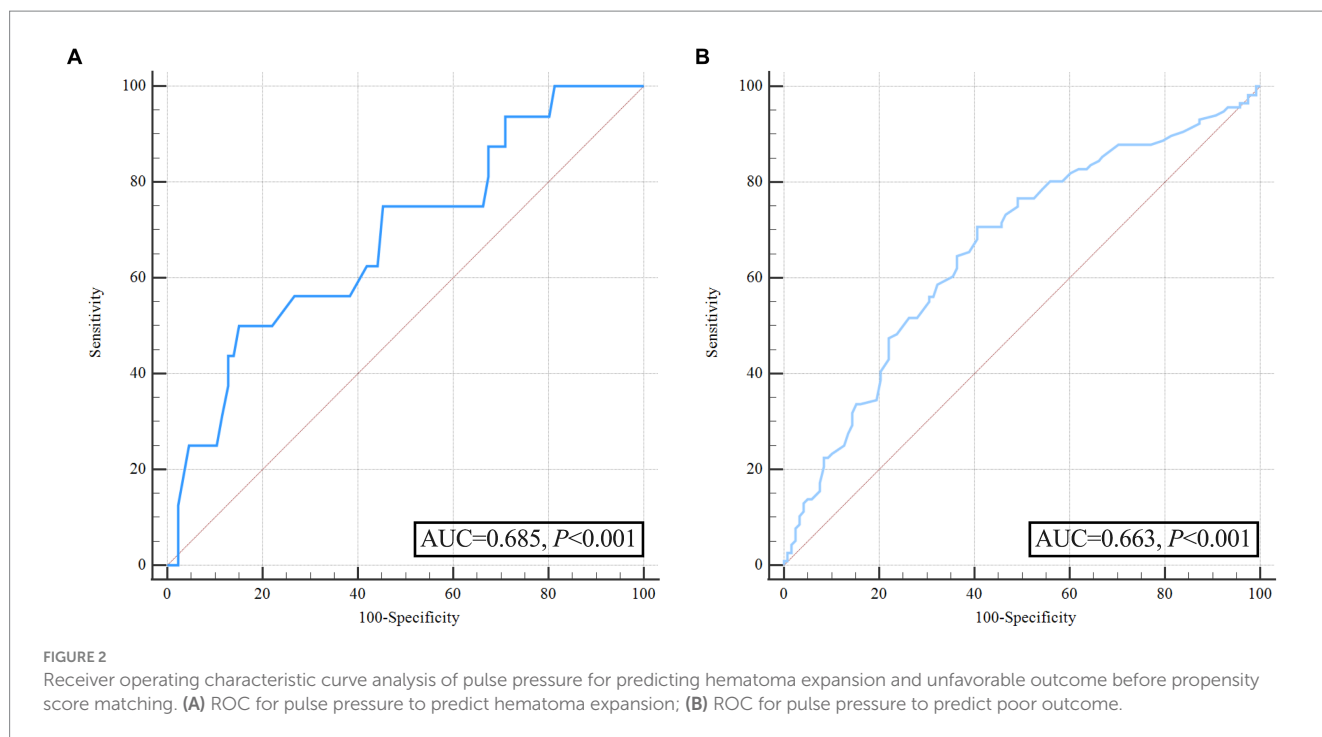 A
B
100
80
60
40
20
0
Sensitivity
0
20
40
60
80
100
100-Specificity
AUC=0.685, P<0.001
100
80
60
40
20
0
Sensitivity
0
20
40
60
80
100
100-Specificity
AUC=0.663, P<0.001
FIGURE 2
Receiver operating characteristic curve analysis of pulse pressure for predicting hematoma expansion and unfavorable outcome before propensity
score matching. (A) ROC for pulse pressure to predict hematoma expansion; (B) ROC for pulse pressure to predict poor outcome.